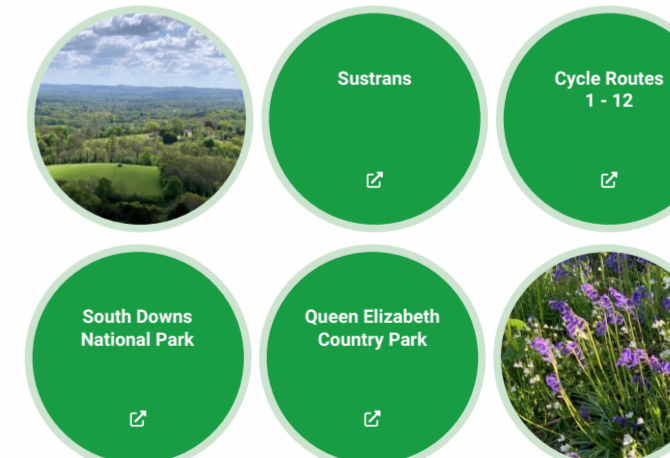 Sustrans
Cycle Routes
1 - 12
South Downs
National Park
Queen Elizabeth
Country Park